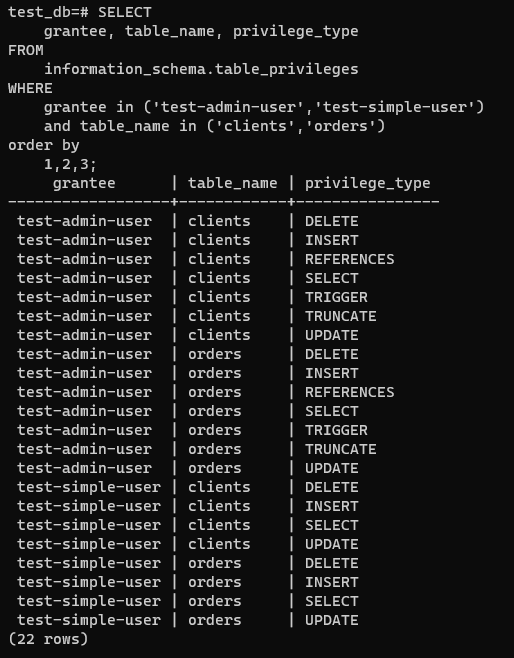 test_db=# SELECT
    grantee, table_name, privilege_type
FROM
    information_schema.table_privileges
WHERE
    grantee in ('test-admin-user','test-simple-user')
    and table_name in ('clients','orders')
order by
    1,2,3;
     grantee      | table_name | privilege_type
------------------+------------+----------------
 test-admin-user  | clients    | DELETE
 test-admin-user  | clients    | INSERT
 test-admin-user  | clients    | REFERENCES
 test-admin-user  | clients    | SELECT
 test-admin-user  | clients    | TRIGGER
 test-admin-user  | clients    | TRUNCATE
 test-admin-user  | clients    | UPDATE
 test-admin-user  | orders     | DELETE
 test-admin-user  | orders     | INSERT
 test-admin-user  | orders     | REFERENCES
 test-admin-user  | orders     | SELECT
 test-admin-user  | orders     | TRIGGER
 test-admin-user  | orders     | TRUNCATE
 test-admin-user  | orders     | UPDATE
 test-simple-user | clients    | DELETE
 test-simple-user | clients    | INSERT
 test-simple-user | clients    | SELECT
 test-simple-user | clients    | UPDATE
 test-simple-user | orders     | DELETE
 test-simple-user | orders     | INSERT
 test-simple-user | orders     | SELECT
 test-simple-user | orders     | UPDATE
(22 rows)